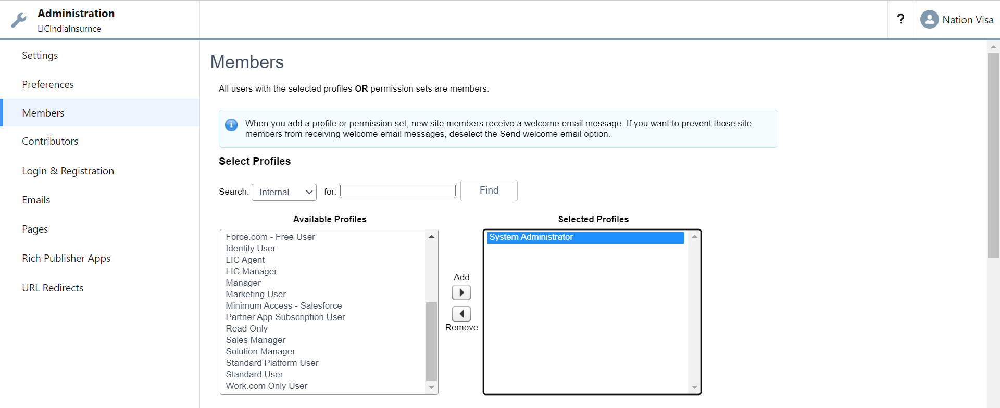 Administration
LICIndiaInsurnce
?
Nation Visa
Settings
Preferences
Members
Contributors
Login & Registration
Emails
Pages
Rich Publisher Apps
URL Redirects
Members
All users with the selected profiles OR permission sets are members.
When you add a profile or permission set, new site members receive a welcome email message. If you want to prevent those site
members from receiving welcome email messages, deselect the Send welcome email option.
Select Profiles
Search: Internal for: Find
Available Profiles
Force.com - Free User
Identity User
LIC Agent
LIC Manager
Manager
Marketing User
Minimum Access - Salesforce
Partner App Subscription User
Read Only
Sales Manager
Solution Manager
Standard Platform User
Standard User
Work.com Only User
Add
Remove
Selected Profiles
System Administrator